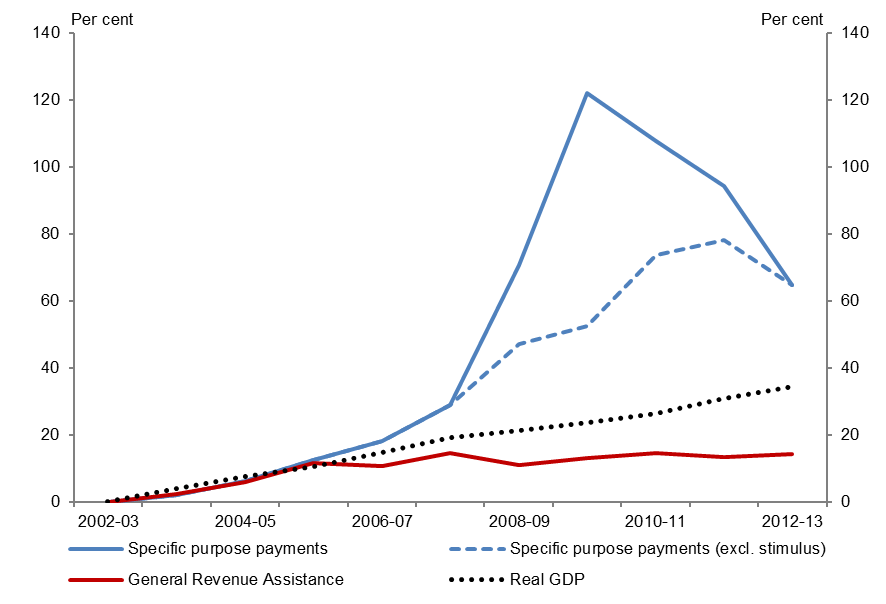 Per cent Per cent
140 140
120 120
100 100
80 80
60 60
40 40
20 20
0 0
2002-03 2004-05 2006-07 2008-09 2010-11 2012-13
Specific purpose payments Specific purpose payments (excl. stimulus)
General Revenue Assistance Real GDP